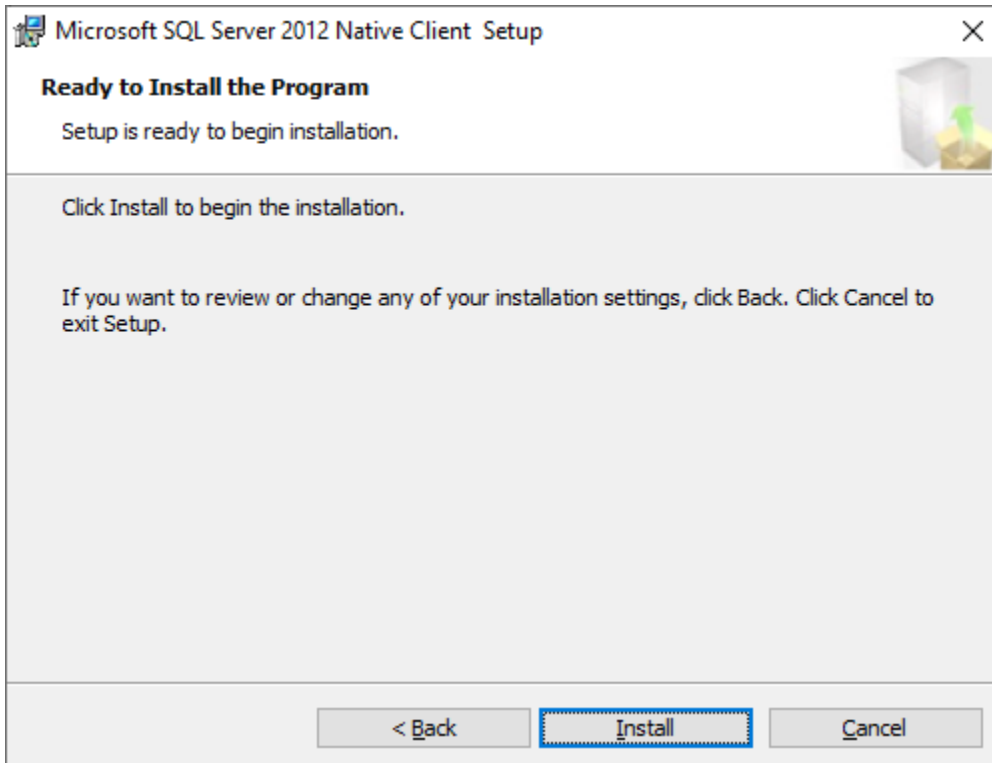 Microsoft SQL Server 2012 Native Client  Setup
Ready to Install the Program
Setup is ready to begin installation.
Click Install to begin the installation.
If you want to review or change any of your installation settings, click Back. Click Cancel to
exit Setup.
< Back
Install
Cancel